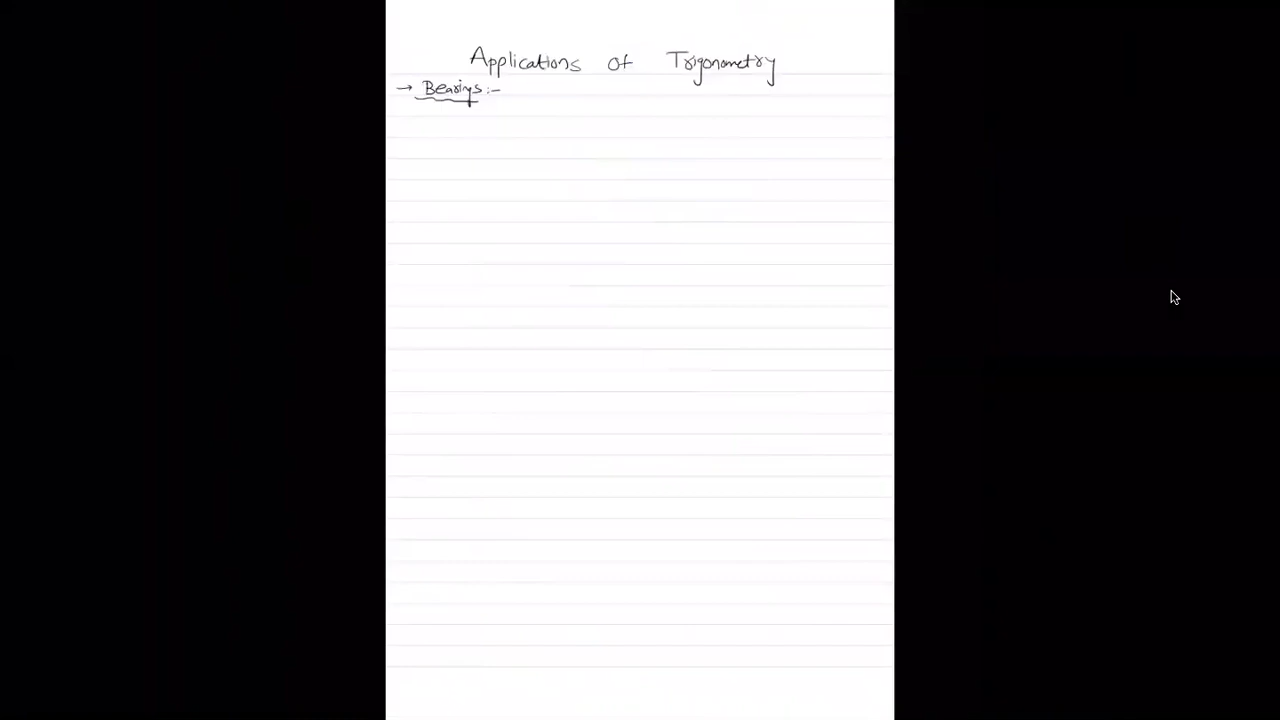 Applications Of Trigonometry
→ Bearings :-